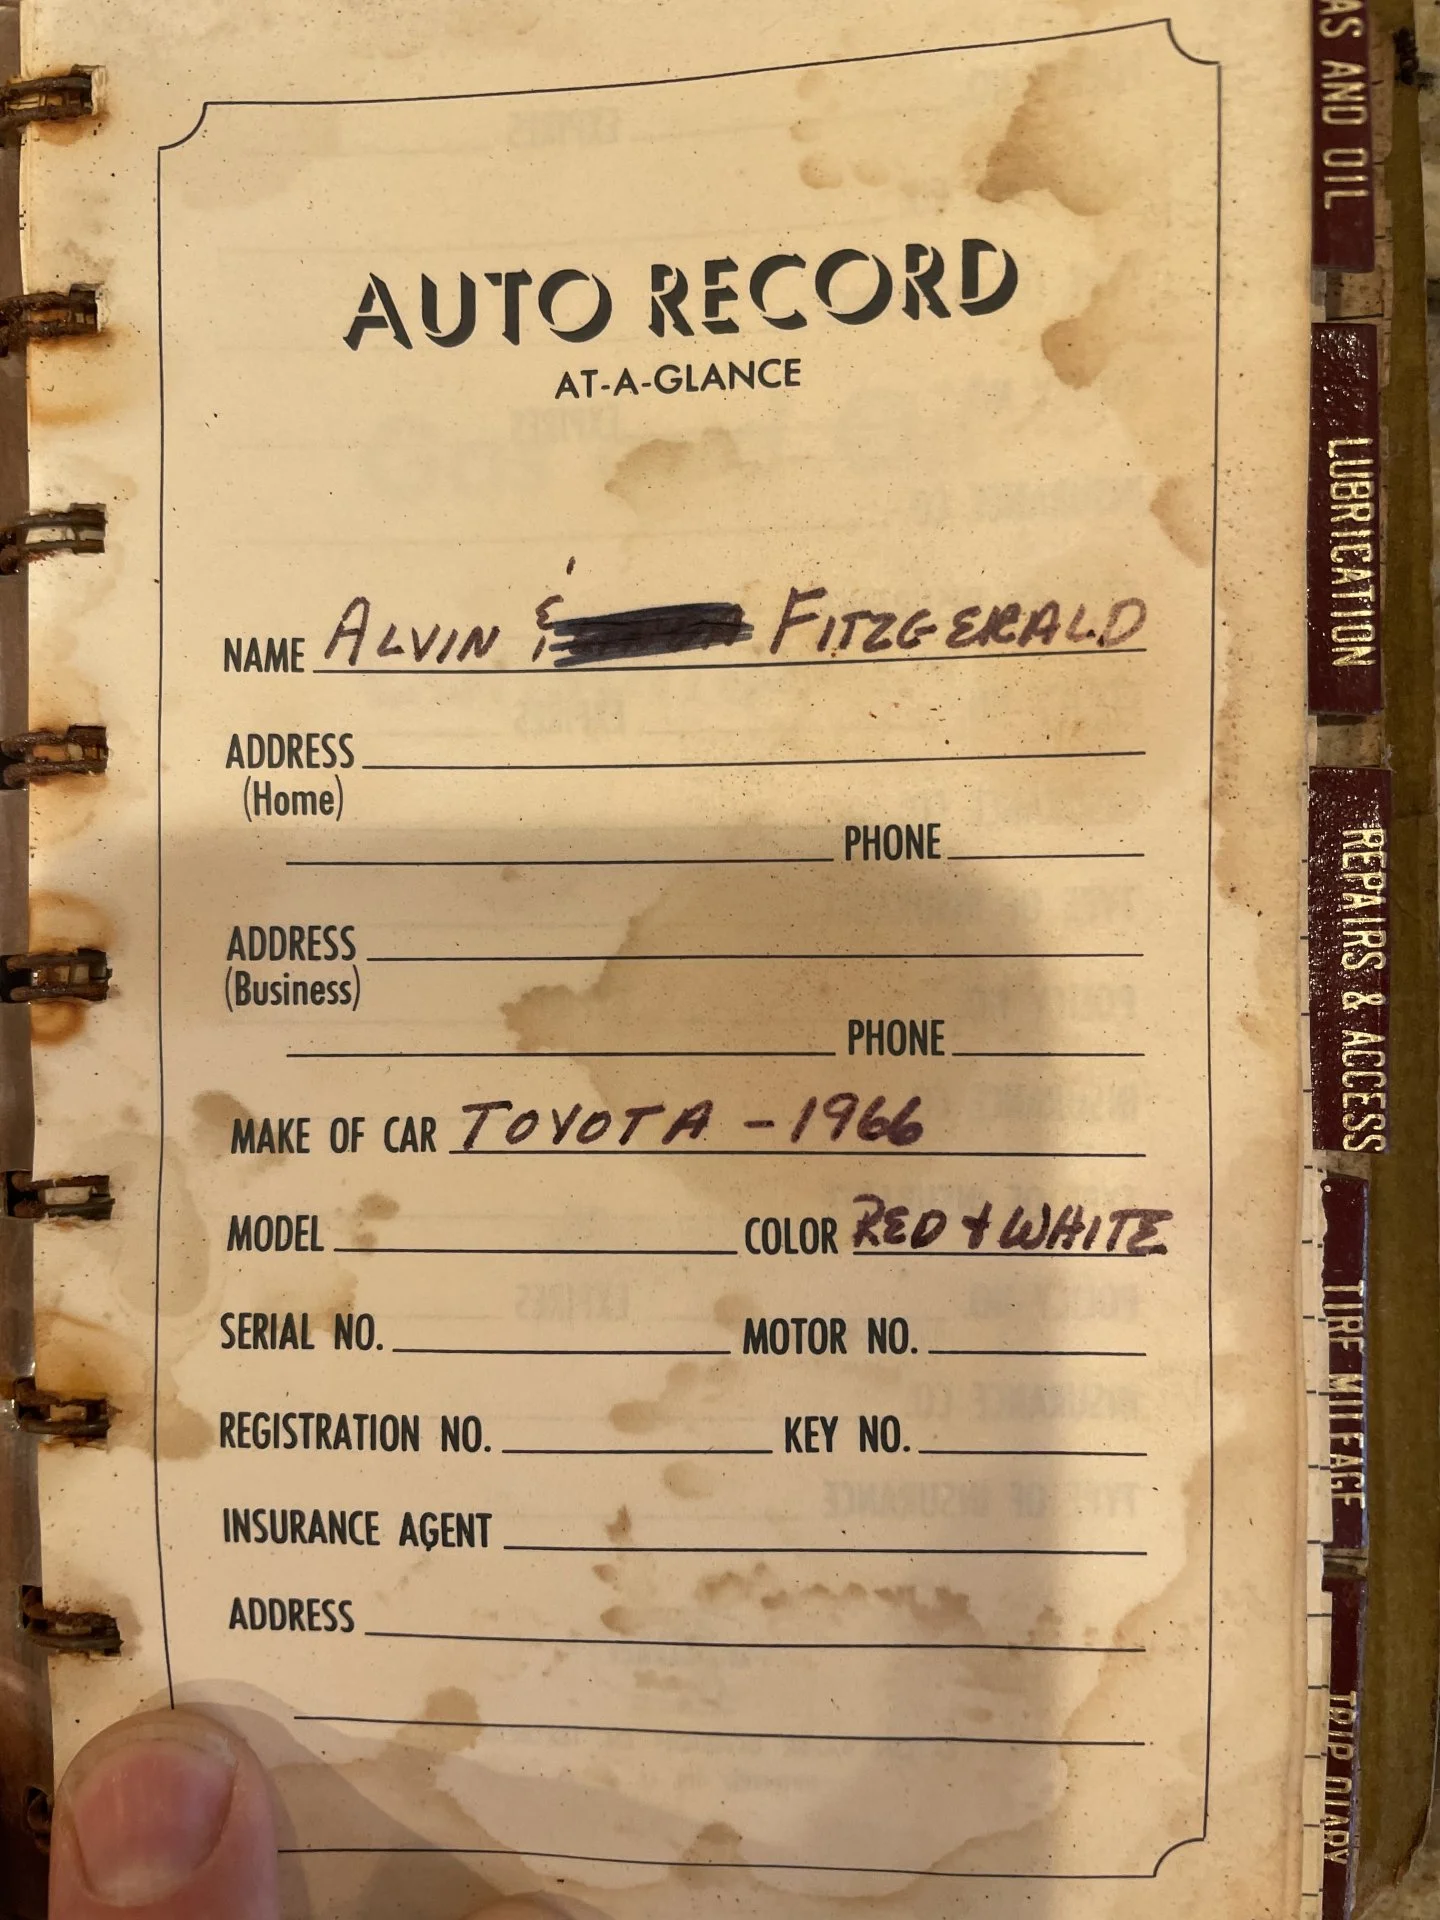 AUTO RECORD
AT-A-GLANCE
NAME ALVIN & FITZGERALD
ADDRESS
(Home)
PHONE
ADDRESS
(Business)
PHONE
MAKE OF CAR TOYOTA - 1966
MODEL COLOR RED & WHITE
SERIAL NO. MOTOR NO.
REGISTRATION NO. KEY NO.
INSURANCE AGENT
ADDRESS
AS AND OIL
LUBRICATION
REPAIRS & ACCESS
TIRE MILEAGE
TRIP DIARY